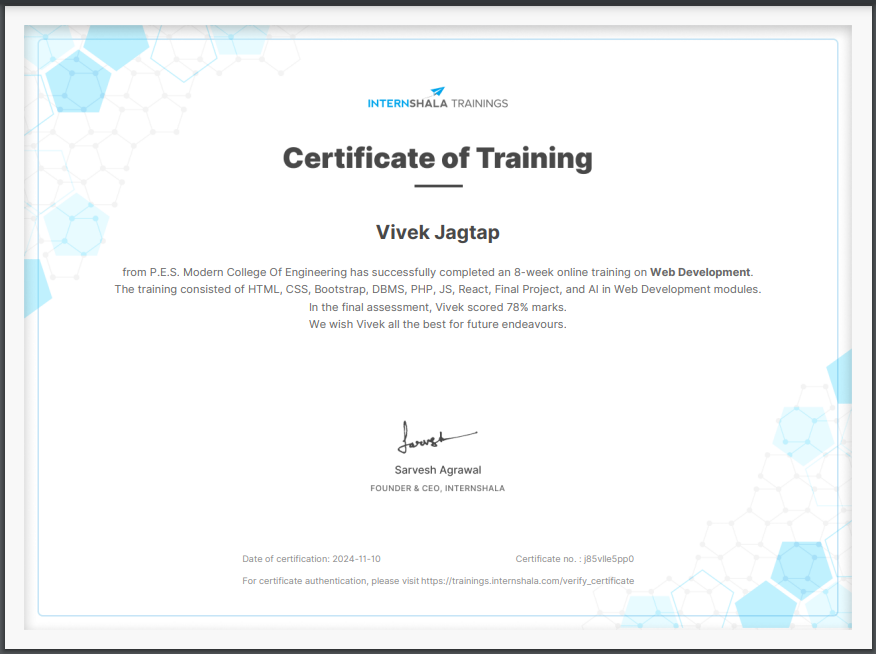 INTERNSHALA TRAININGS
Certificate of Training
Vivek Jagtap
from P.E.S. Modern College Of Engineering has successfully completed an 8-week online training on Web Development.
The training consisted of HTML, CSS, Bootstrap, DBMS, PHP, JS, React, Final Project, and AI in Web Development modules.
In the final assessment, Vivek scored 78% marks.
We wish Vivek all the best for future endeavours.
Sarvesh
Sarvesh Agrawal
FOUNDER & CEO, INTERNSHALA
Date of certification: 2024-11-10 Certificate no. : j85vlle5pp0
For certificate authentication, please visit https://trainings.internshala.com/verify_certificate